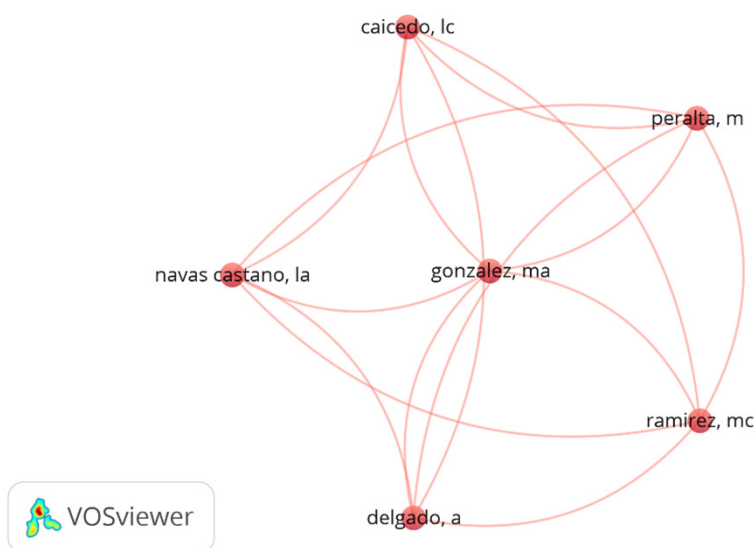 caicedo, lc
peralta, m
navas castano, la
gonzalez, ma
ramirez, mc
delgado, a
VOSviewer